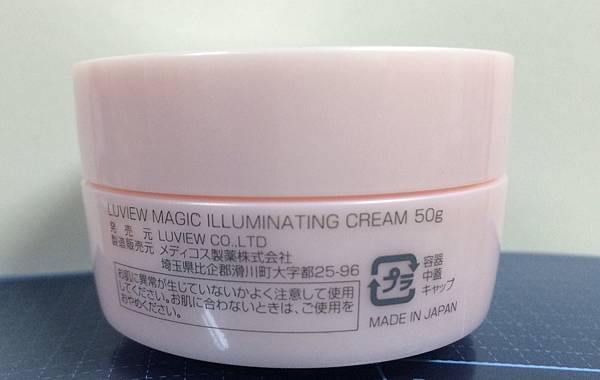 LUVIEW MAGIC ILLUMINATING CREAM 50g
発売元 LUVIEW CO.,LTD
製造販売元 メディコス製薬株式会社
埼玉県比企郡滑川町大字都25-96
お肌に異常が生じていないかよく注意して使用
してください。お肌に合わないときは、ご使用を
おやめください。
プラ
容器
中蓋
キャップ
MADE IN JAPAN